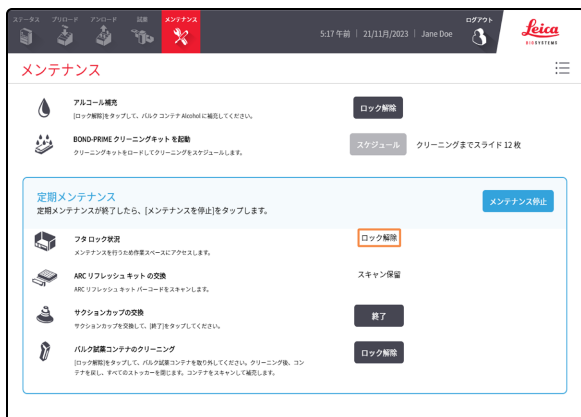 ステータス プリロード アンロード 試薬 メンテナンス
5:17 午前 | 21/11月/2023 | Jane Doe
ログアウト
Leica
BIOSYSTEMS
メンテナンス
アルコール補充
[ロック解除]をタップして、バルク コンテナ Alcohol に補充してください。
ロック解除
BOND-PRIME クリーニングキット を起動
クリーニングキットをロードしてクリーニングをスケジュールします。
スケジュール
クリーニングまでスライド 12 枚
定期メンテナンス
定期メンテナンスが終了したら、[メンテナンスを停止]をタップします。
メンテナンス停止
フタ ロック状況
メンテナンスを行うため作業スペースにアクセスします。
ロック解除
ARC リフレッシュ キット の交換
ARC リフレッシュ キット バーコードをスキャンします。
スキャン保留
サクションカップの交換
サクションカップを交換して、[終了]をタップしてください。
終了
バルク試薬コンテナのクリーニング
[ロック解除]をタップして、バルク試薬コンテナを取り外してください。クリーニング後、コン
テナを戻し、すべてのストッカーを閉じます。コンテナをスキャンして補充します。
ロック解除